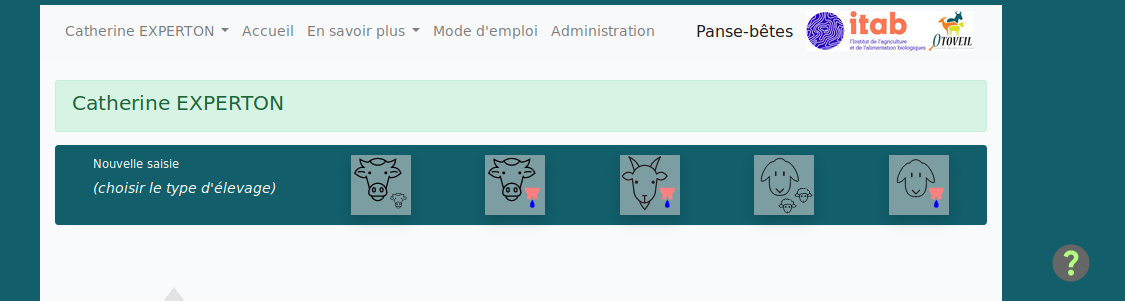 Catherine EXPERTON Accueil En savoir plus Mode d'emploi Administration Panse-bêtes
itab
l'Institut de l'agriculture
et de l'alimentation biologiques
OTOVEIL
Catherine EXPERTON
Nouvelle saisie
(choisir le type d'élevage)
?